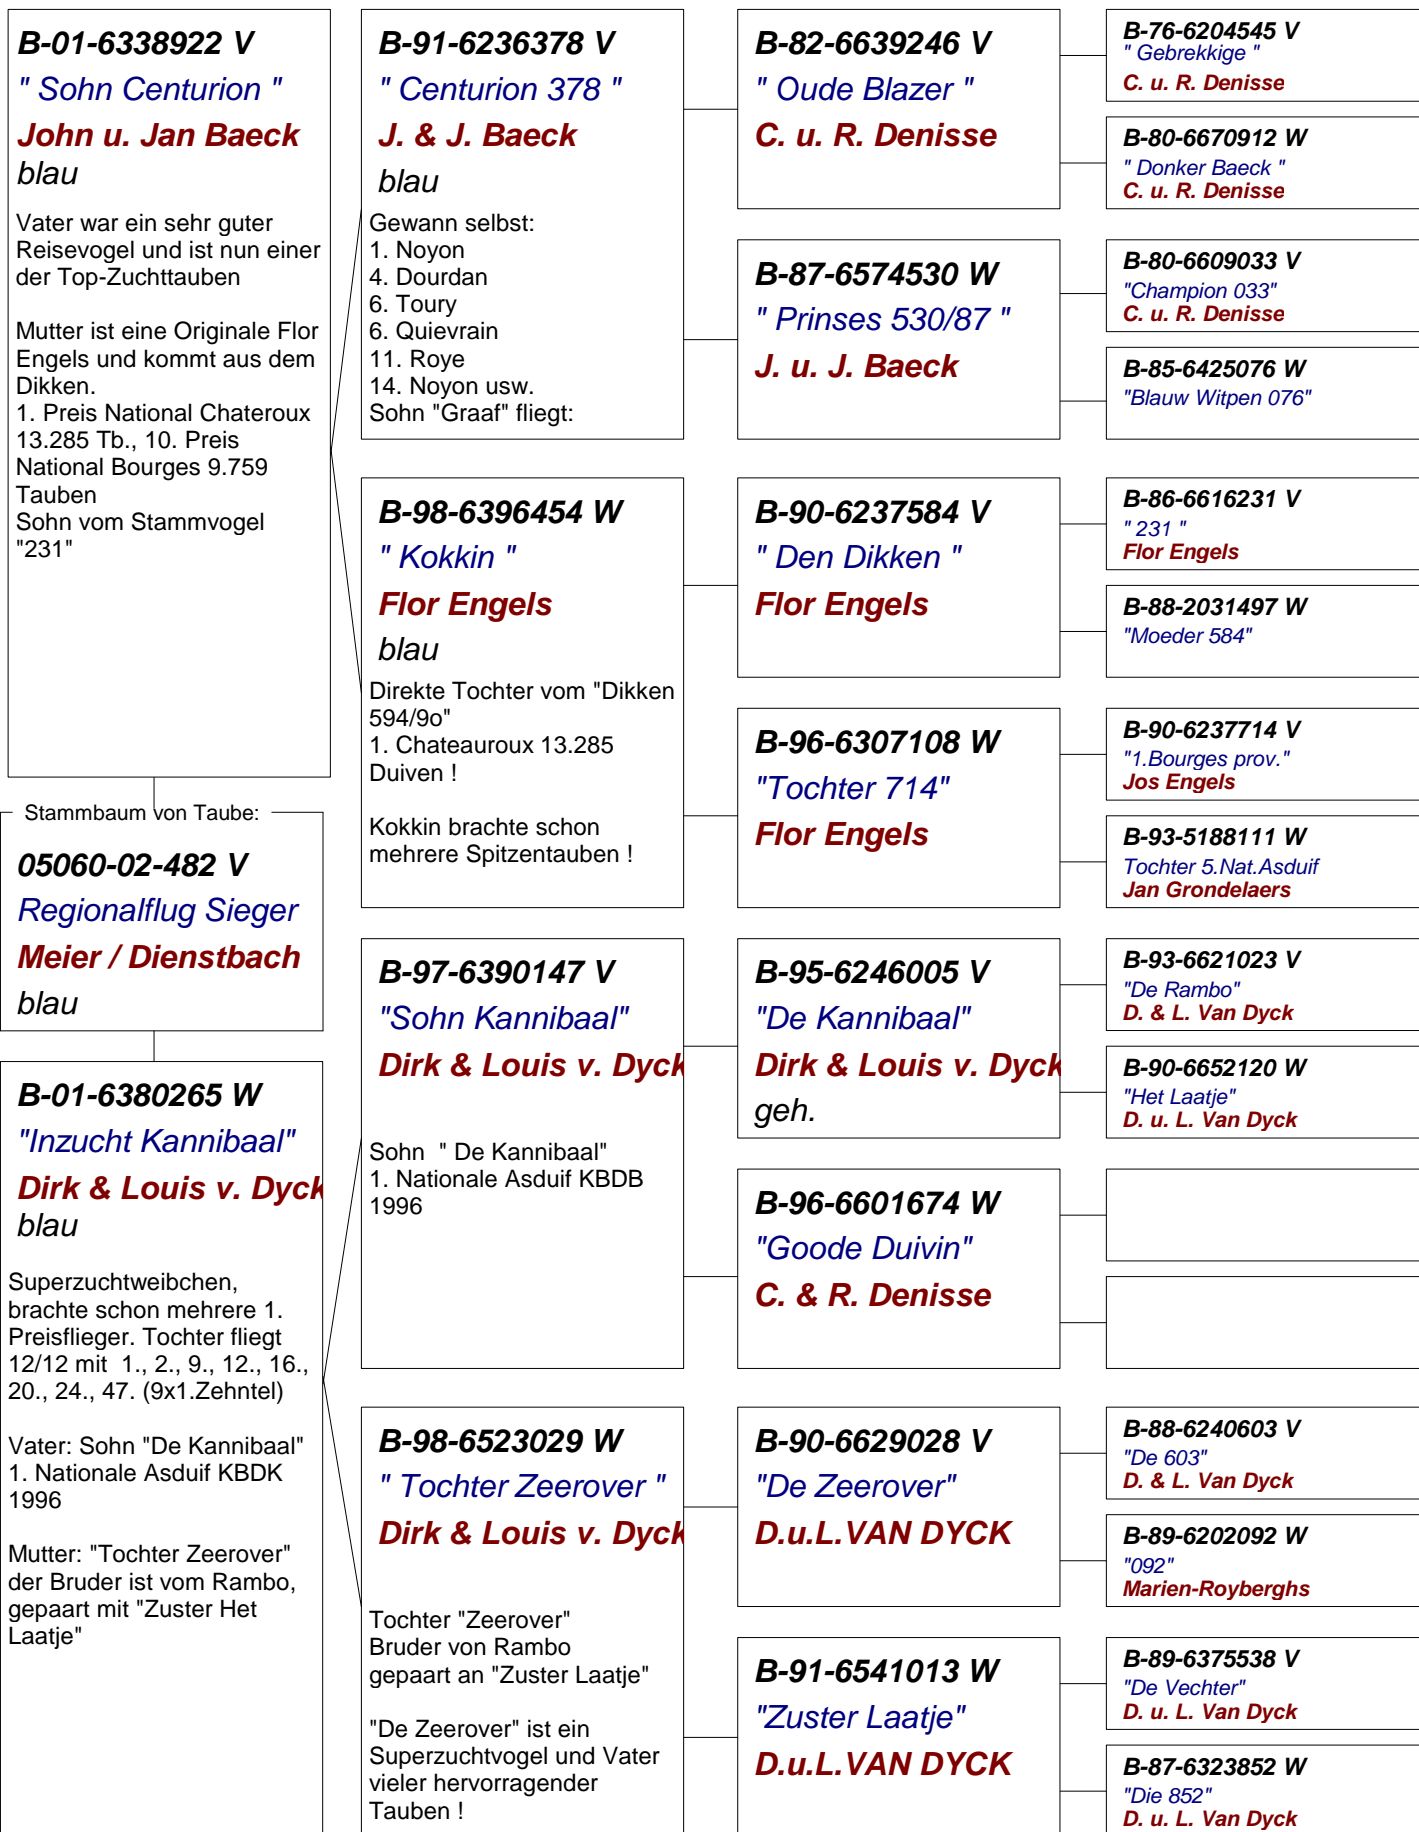 B-01-6338922 V
" Sohn Centurion "
John u. Jan Baeck
blau
Vater war ein sehr guter
Reisevogel und ist nun einer
der Top-Zuchttauben
Mutter ist eine Originale Flor
Engels und kommt aus dem
Dikken.
1. Preis National Chateroux
13.285 Tb., 10. Preis
National Bourges 9.759
Tauben
Sohn vom Stammvogel
"231"
Stammbaum von Taube:
05060-02-482 V
Regionalflug Sieger
Meier / Dienstbach
blau
B-01-6380265 W
"Inzucht Kannibaal"
Dirk & Louis v. Dyck
blau
Superzuchtweibchen,
brachte schon mehrere 1.
Preisflieger. Tochter fliegt
12/12 mit  1., 2., 9., 12., 16.,
20., 24., 47. (9x1.Zehntel)
Vater: Sohn "De Kannibaal"
1. Nationale Asduif KBDK
1996
Mutter: "Tochter Zeerover"
der Bruder ist vom Rambo,
gepaart mit "Zuster Het
Laatje"
B-91-6236378 V
" Centurion 378 "
J. & J. Baeck
blau
Gewann selbst:
1. Noyon
4. Dourdan
6. Toury
6. Quievrain
11. Roye
14. Noyon usw.
Sohn "Graaf" fliegt:
B-98-6396454 W
" Kokkin "
Flor Engels
blau
Direkte Tochter vom "Dikken
594/9o"
1. Chateauroux 13.285
Duiven !
Kokkin brachte schon
mehrere Spitzentauben !
B-97-6390147 V
"Sohn Kannibaal"
Dirk & Louis v. Dyck
Sohn  " De Kannibaal"
1. Nationale Asduif KBDB
1996
B-98-6523029 W
" Tochter Zeerover "
Dirk & Louis v. Dyck
Tochter "Zeerover"
Bruder von Rambo
gepaart an "Zuster Laatje"
"De Zeerover" ist ein
Superzuchtvogel und Vater
vieler hervorragender
Tauben !
B-82-6639246 V
" Oude Blazer "
C. u. R. Denisse
B-87-6574530 W
" Prinses 530/87 "
J. u. J. Baeck
B-90-6237584 V
" Den Dikken "
Flor Engels
B-96-6307108 W
"Tochter 714"
Flor Engels
B-95-6246005 V
"De Kannibaal"
Dirk & Louis v. Dyck
geh.
B-96-6601674 W
"Goode Duivin"
C. & R. Denisse
B-90-6629028 V
"De Zeerover"
D.u.L.VAN DYCK
B-91-6541013 W
"Zuster Laatje"
D.u.L.VAN DYCK
B-76-6204545 V
" Gebrekkige "
C. u. R. Denisse
B-80-6670912 W
" Donker Baeck "
C. u. R. Denisse
B-80-6609033 V
"Champion 033"
C. u. R. Denisse
B-85-6425076 W
"Blauw Witpen 076"
B-86-6616231 V
" 231 "
Flor Engels
B-88-2031497 W
"Moeder 584"
B-90-6237714 V
"1.Bourges prov."
Jos Engels
B-93-5188111 W
Tochter 5.Nat.Asduif
Jan Grondelaers
B-93-6621023 V
"De Rambo"
D. & L. Van Dyck
B-90-6652120 W
"Het Laatje"
D. u. L. Van Dyck
B-88-6240603 V
"De 603"
D. & L. Van Dyck
B-89-6202092 W
"092"
Marien-Royberghs
B-89-6375538 V
"De Vechter"
D. u. L. Van Dyck
B-87-6323852 W
"Die 852"
D. u. L. Van Dyck